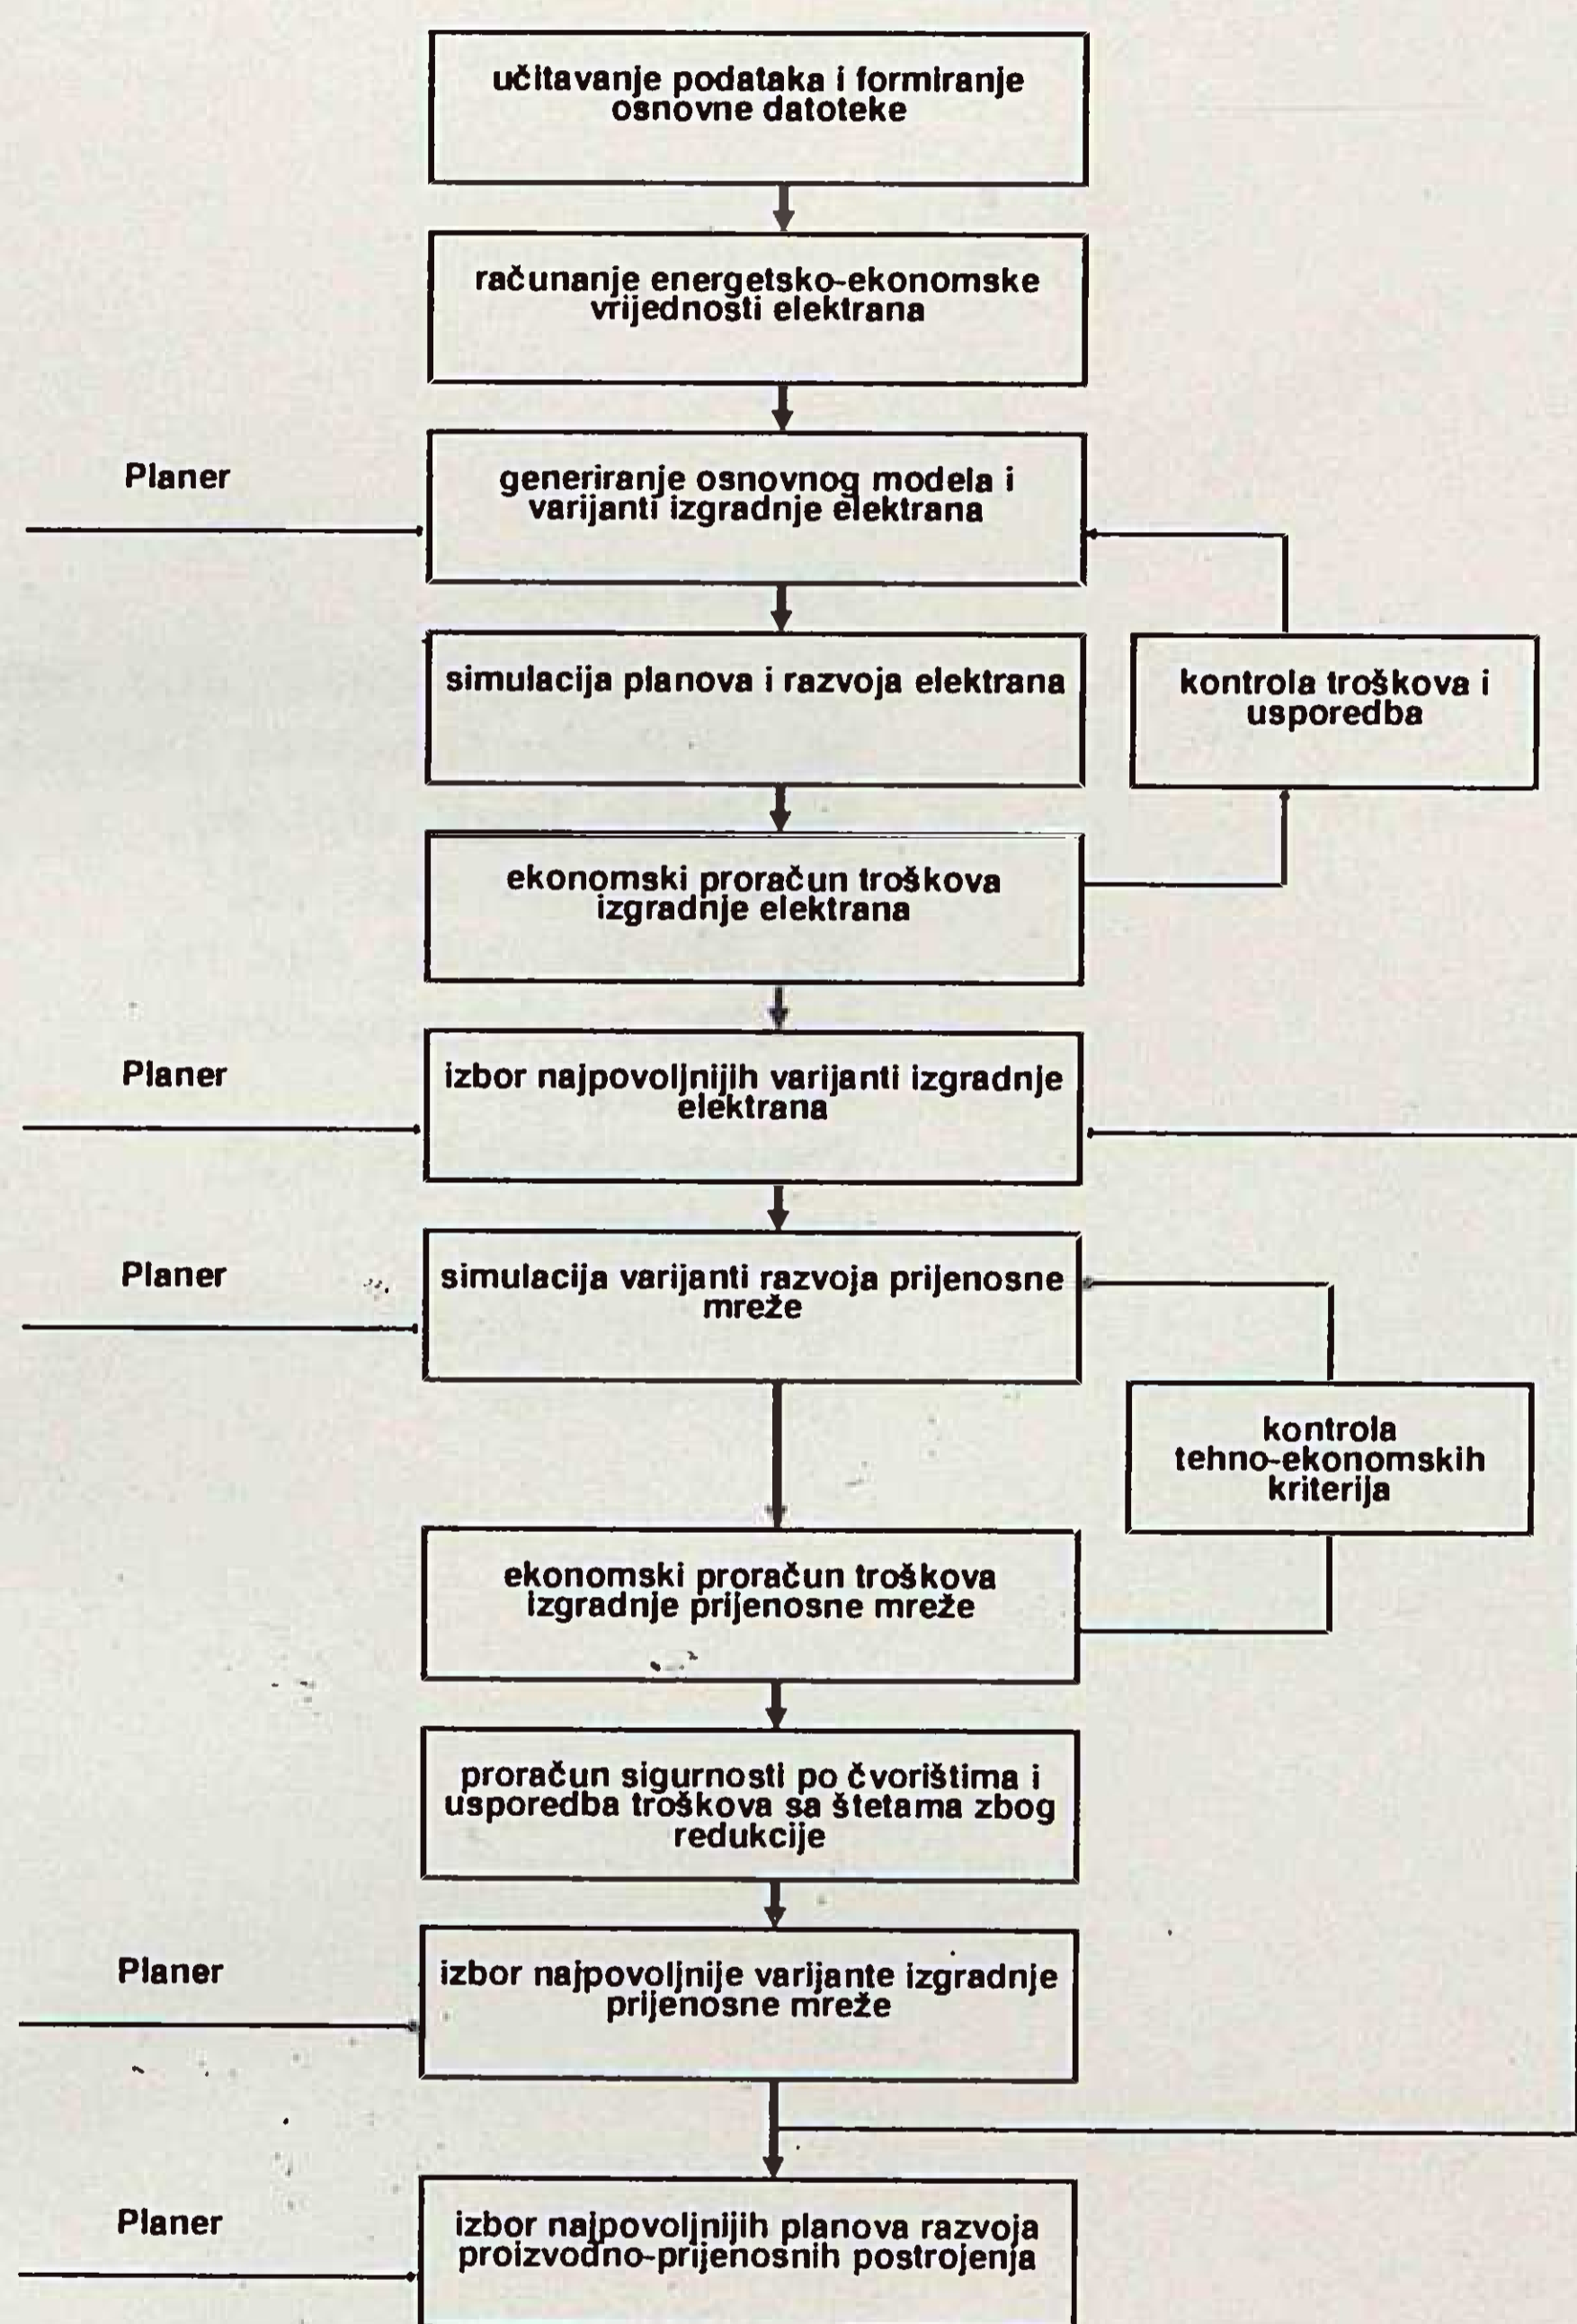 učitavanje podataka i formiranje
osnovne datoteke
računanje energetsko-ekonomske
vrijednosti elektrana
Planer
generiranje osnovnog modela i
varijanti izgradnje elektrana
simulacija planova i razvoja elektrana
kontrola troškova i
usporedba
ekonomski proračun troškova
izgradnje elektrana
Planer
izbor najpovoljnijih varijanti izgradnje
elektrana
Planer
simulacija varijanti razvoja prijenosne
mreže
kontrola
tehno-ekonomskih
kriterija
ekonomski proračun troškova
izgradnje prijenosne mreže
proračun sigurnosti po čvorištima i
usporedba troškova sa štetama zbog
redukcije
Planer
izbor najpovoljnije varijante izgradnje
prijenosne mreže
Planer
izbor najpovoljnijih planova razvoja
proizvodno-prijenosnih postrojenja